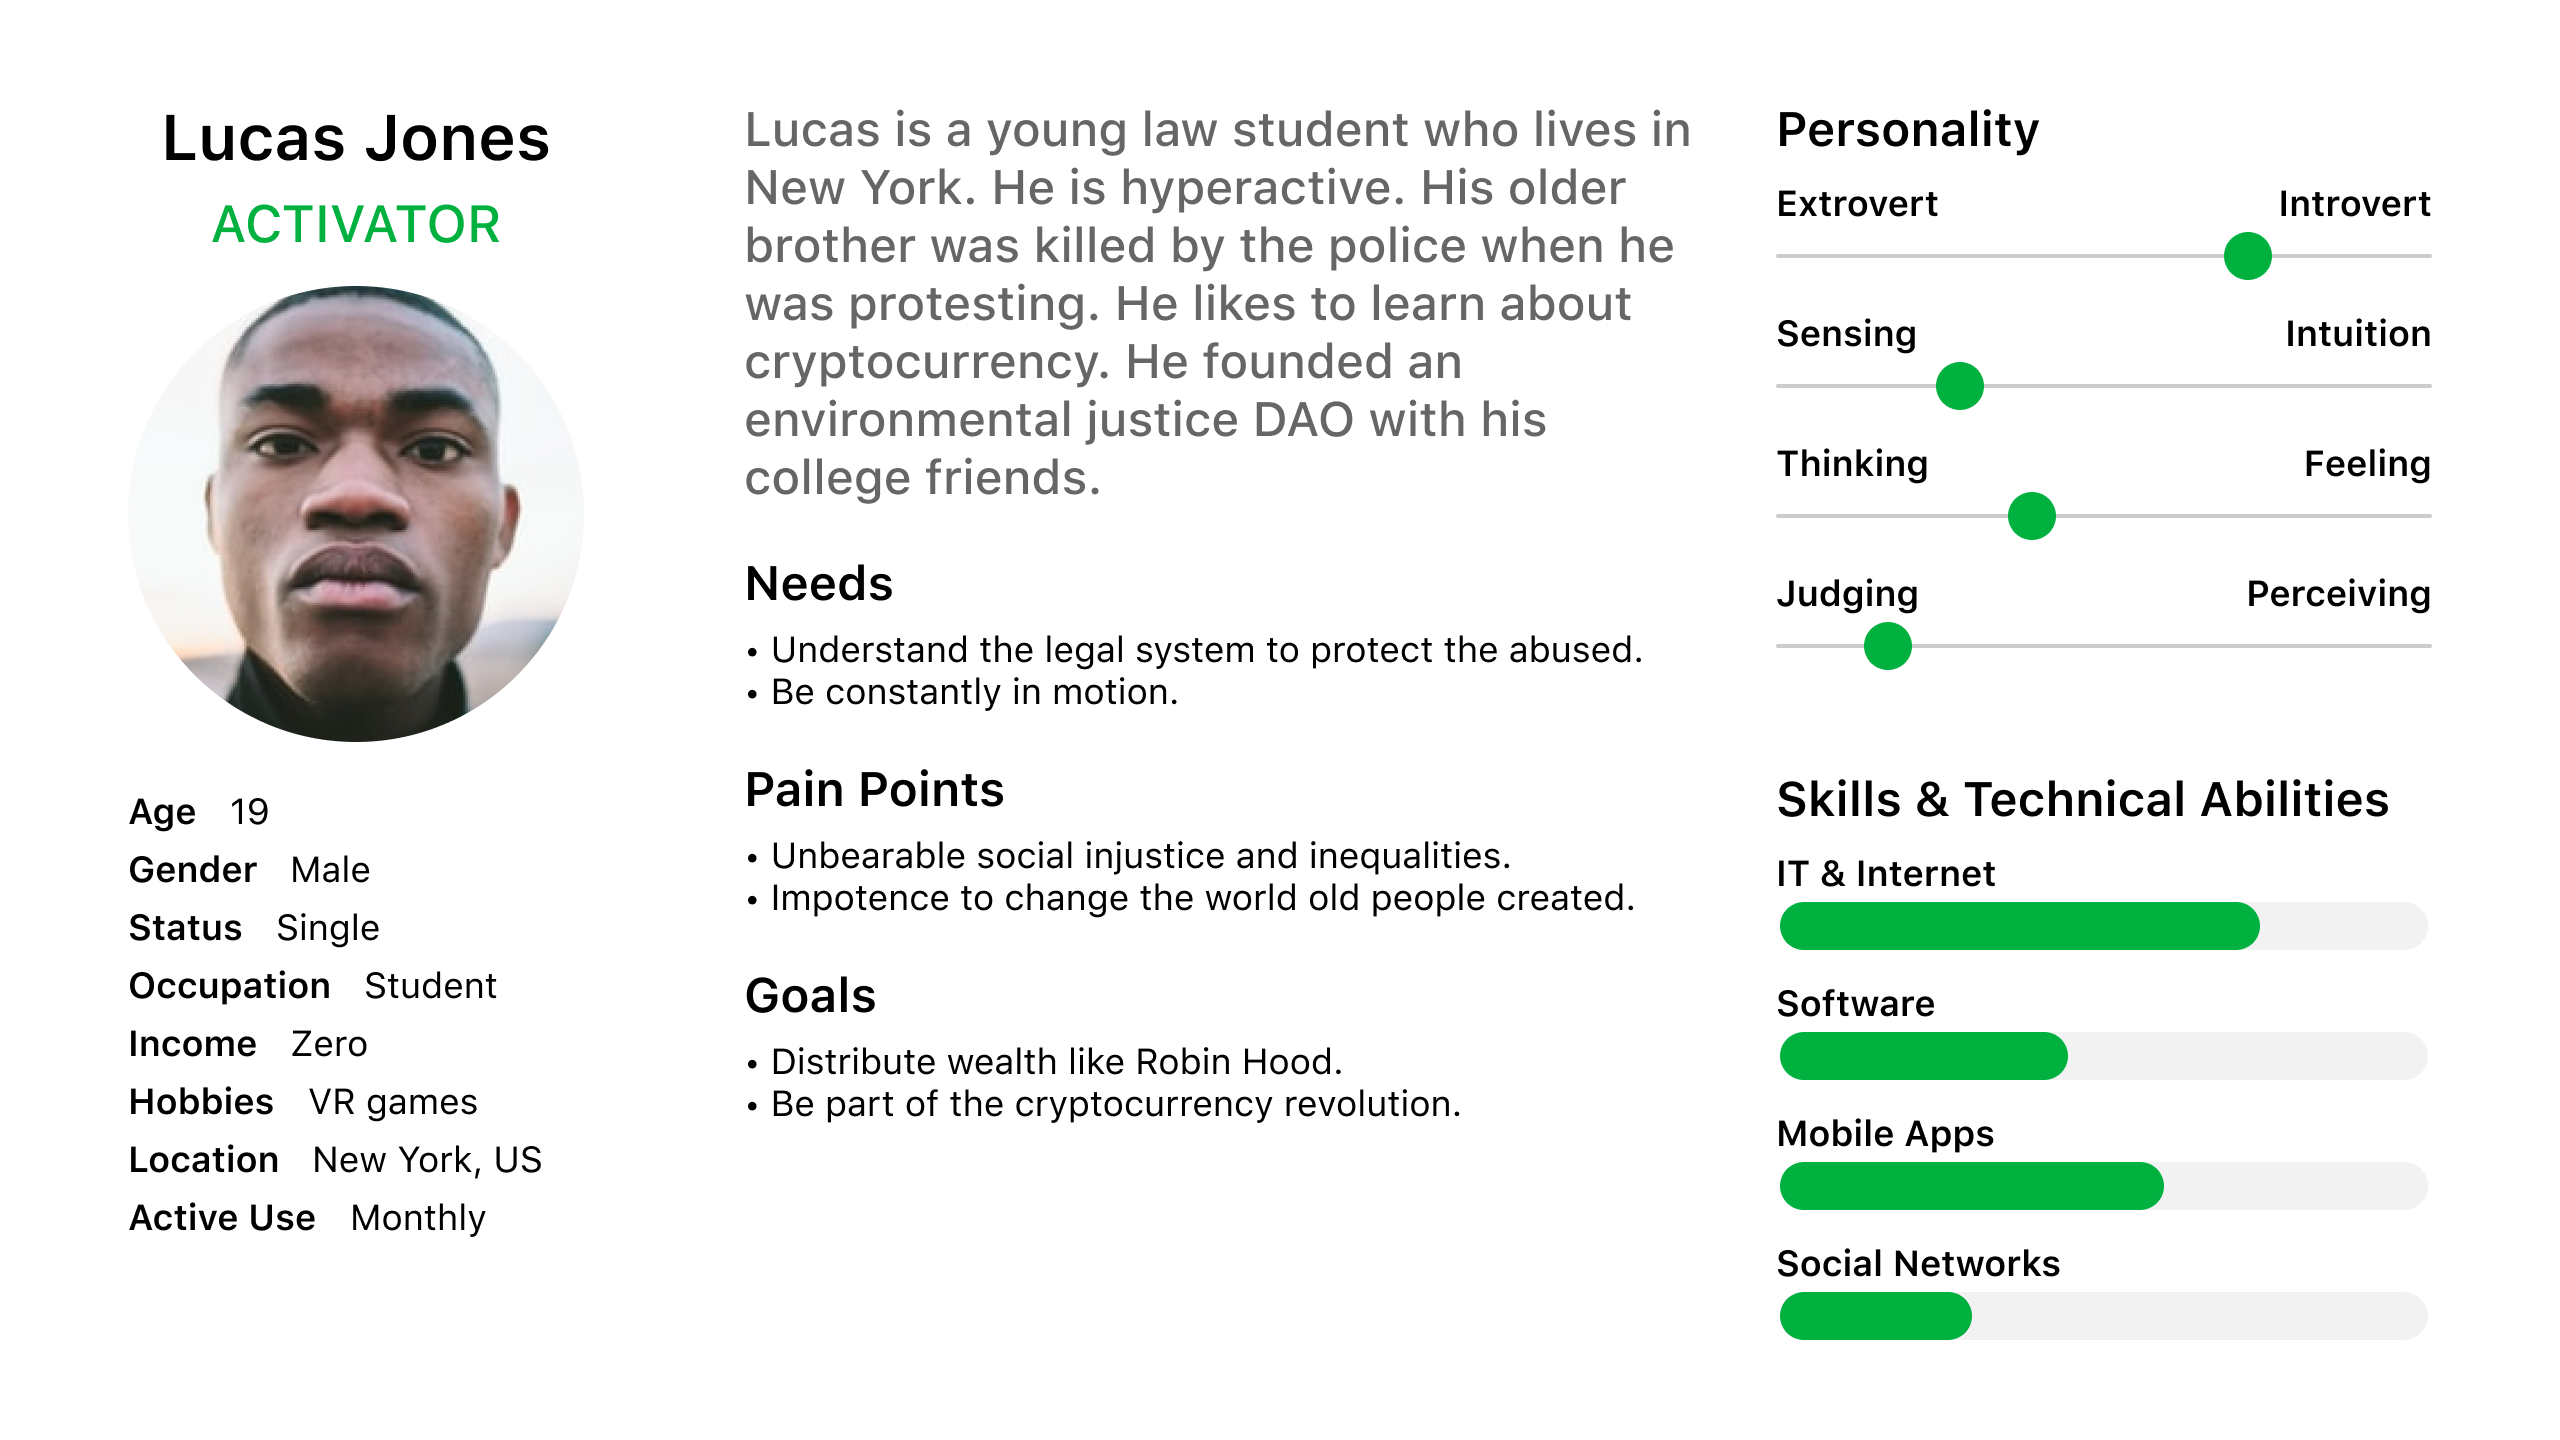 Lucas Jones
ACTIVATOR
Age 19
Gender Male
Status Single
Occupation Student
Income Zero
Hobbies VR games
Location New York, US
Active Use Monthly
Lucas is a young law student who lives in
New York. He is hyperactive. His older
brother was killed by the police when he
was protesting. He likes to learn about
cryptocurrency. He founded an
environmental justice DAO with his
college friends.
Needs
• Understand the legal system to protect the abused.
• Be constantly in motion.
Pain Points
• Unbearable social injustice and inequalities.
• Impotence to change the world old people created.
Goals
• Distribute wealth like Robin Hood.
• Be part of the cryptocurrency revolution.
Personality
Extrovert Introvert
Sensing Intuition
Thinking Feeling
Judging Perceiving
Skills & Technical Abilities
IT & Internet
Software
Mobile Apps
Social Networks